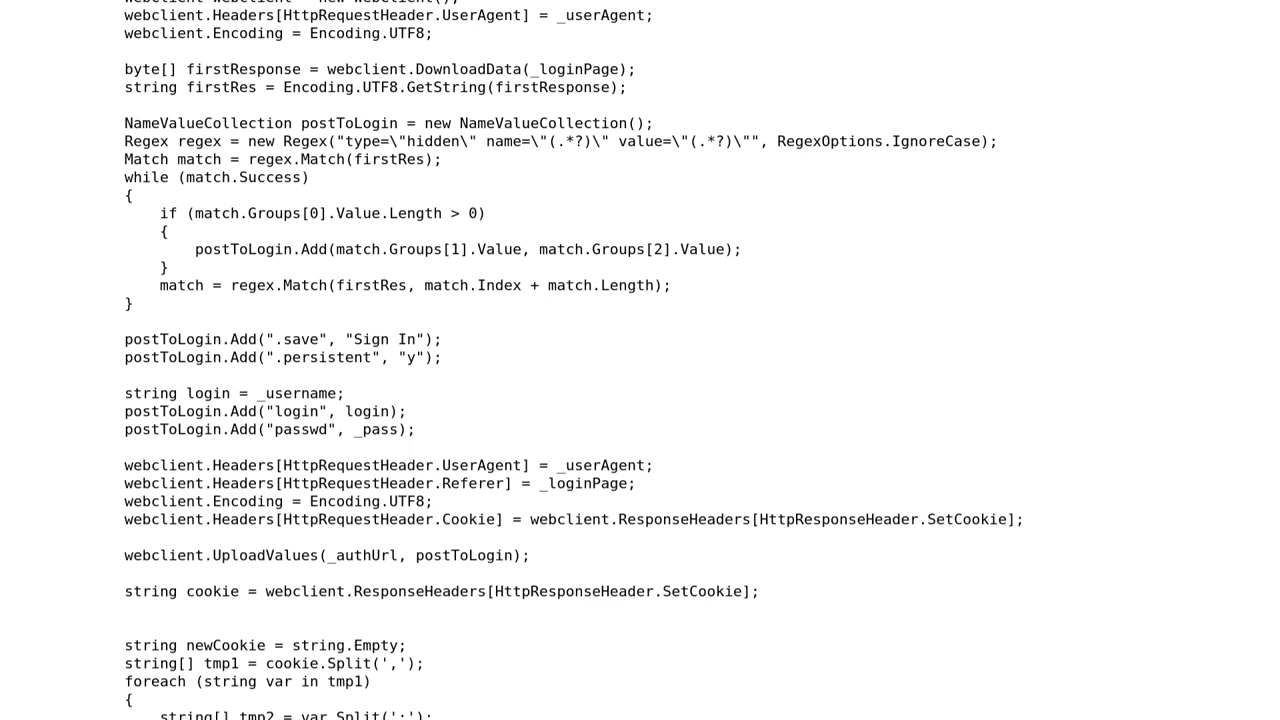 webclient.Headers[HttpRequestHeader.UserAgent] = _userAgent;
webclient.Encoding = Encoding.UTF8;
byte[] firstResponse = webclient.DownloadData(_loginPage);
string firstRes = Encoding.UTF8.GetString(firstResponse);
NameValueCollection postToLogin = new NameValueCollection();
Regex regex = new Regex("type=\"hidden\" name=\"(.*?)\" value=\"(.*?)\"", RegexOptions.IgnoreCase);
Match match = regex.Match(firstRes);
while (match.Success)
{
if (match.Groups[0].Value.Length > 0)
{
postToLogin.Add(match.Groups[1].Value, match.Groups[2].Value);
}
match = regex.Match(firstRes, match.Index + match.Length);
}
postToLogin.Add(".save", "Sign In");
postToLogin.Add(".persistent", "y");
string login = _username;
postToLogin.Add("login", login);
postToLogin.Add("passwd", _pass);
webclient.Headers[HttpRequestHeader.UserAgent] = _userAgent;
webclient.Headers[HttpRequestHeader.Referer] = _loginPage;
webclient.Encoding = Encoding.UTF8;
webclient.Headers[HttpRequestHeader.Cookie] = webclient.ResponseHeaders[HttpResponseHeader.SetCookie];
webclient.UploadValues(_authUrl, postToLogin);
string cookie = webclient.ResponseHeaders[HttpResponseHeader.SetCookie];
string newCookie = string.Empty;
string[] tmp1 = cookie.Split(',');
foreach (string var in tmp1)
{
string[] tmp2 = var.Split(';');